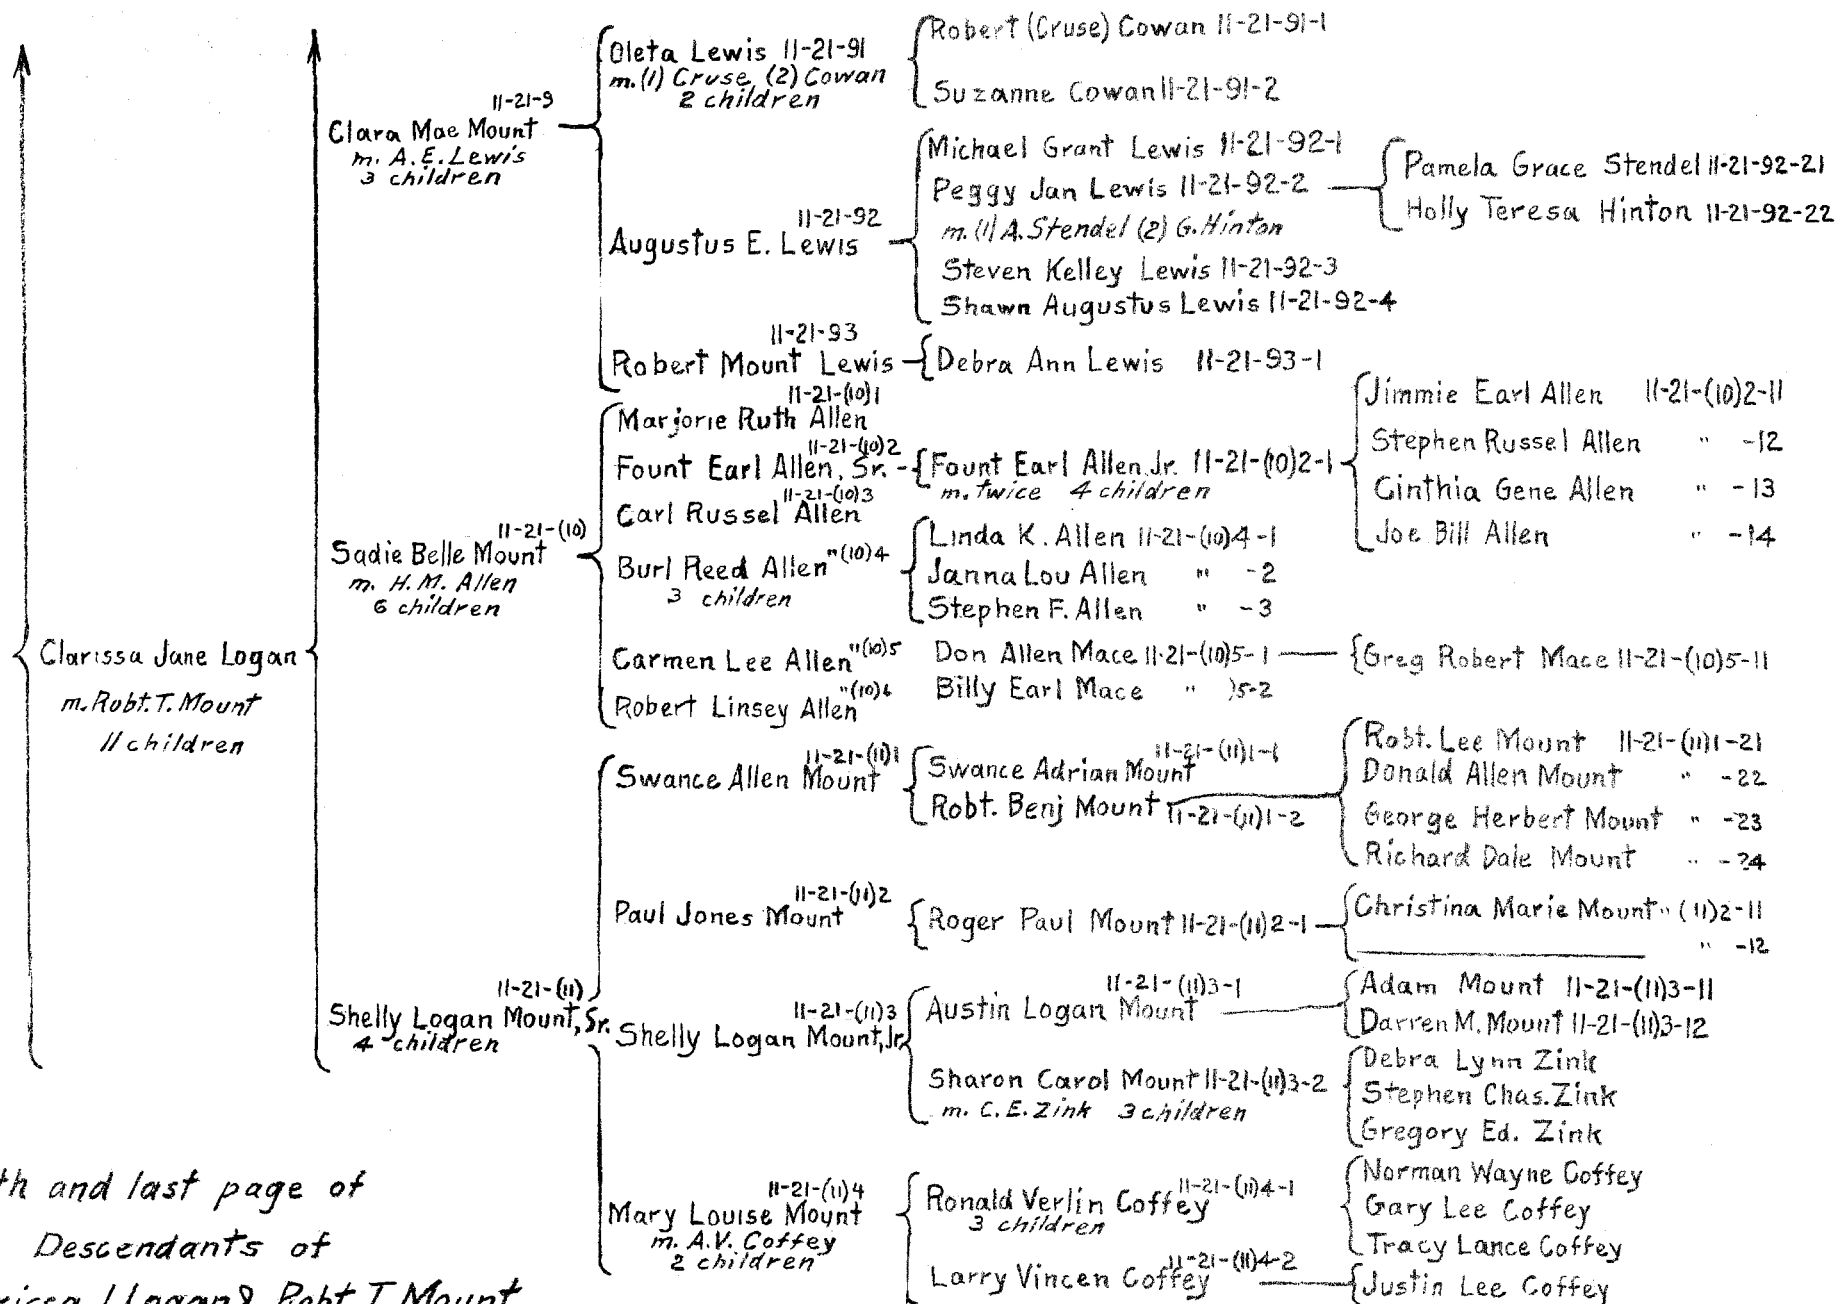 Clarissa Jane Logan
m. Robt. T. Mount
11 children
11-21-9
Clara Mae Mount
m. A. E. Lewis
3 children
Oleta Lewis 11-21-91
m. (1) Cruse (2) Cowan
2 children
Robert (Cruse) Cowan 11-21-91-1
Suzanne Cowan 11-21-91-2
11-21-92
Augustus E. Lewis
Michael Grant Lewis 11-21-92-1
Peggy Jan Lewis 11-21-92-2
m. (1) A. Stendel (2) G. Hinton
Steven Kelley Lewis 11-21-92-3
Shawn Augustus Lewis 11-21-92-4
Pamela Grace Stendel 11-21-92-21
Holly Teresa Hinton 11-21-92-22
11-21-93
Robert Mount Lewis
Debra Ann Lewis 11-21-93-1
11-21-(10)
Sadie Belle Mount
m. H. M. Allen
6 children
11-21-(10)1
Marjorie Ruth Allen
11-21-(10)2
Fount Earl Allen, Sr.
Fount Earl Allen Jr. 11-21-(10)2-1
m. twice 4 children
Jimmie Earl Allen 11-21-(10)2-11
Stephen Russel Allen " -12
Cinthia Gene Allen " -13
Joe Bill Allen " -14
11-21-(10)3
Carl Russel Allen
Burl Reed Allen "(10)4
3 children
Linda K. Allen 11-21-(10)4-1
Janna Lou Allen " -2
Stephen F. Allen " -3
Carmen Lee Allen "(10)5
Don Allen Mace 11-21-(10)5-1
Billy Earl Mace " )5-2
Greg Robert Mace 11-21-(10)5-11
"(10)6
Robert Linsey Allen
11-21-(11)
Shelly Logan Mount, Sr.
4 children
11-21-(11)1
Swance Allen Mount
11-21-(11)1-1
Swance Adrian Mount
Robt. Benj Mount 11-21-(11)1-2
Robt. Lee Mount 11-21-(11)1-21
Donald Allen Mount " -22
George Herbert Mount " -23
Richard Dale Mount " -24
11-21-(11)2
Paul Jones Mount
Roger Paul Mount 11-21-(11)2-1
Christina Marie Mount " (11)2-11
" -12
11-21-(11)3
Shelly Logan Mount, Jr.
11-21-(11)3-1
Austin Logan Mount
Adam Mount 11-21-(11)3-11
Darren M. Mount 11-21-(11)3-12
Sharon Carol Mount 11-21-(11)3-2
m. C. E. Zink 3 children
Debra Lynn Zink
Stephen Chas. Zink
Gregory Ed. Zink
11-21-(11)4
Mary Louise Mount
m. A. V. Coffey
2 children
11-21-(11)4-1
Ronald Verlin Coffey
3 children
Norman Wayne Coffey
Gary Lee Coffey
Tracy Lance Coffey
11-21-(11)4-2
Larry Vincen Coffey
Justin Lee Coffey
th and last page of
Descendants of
rissa J Logan & Robt T Mount